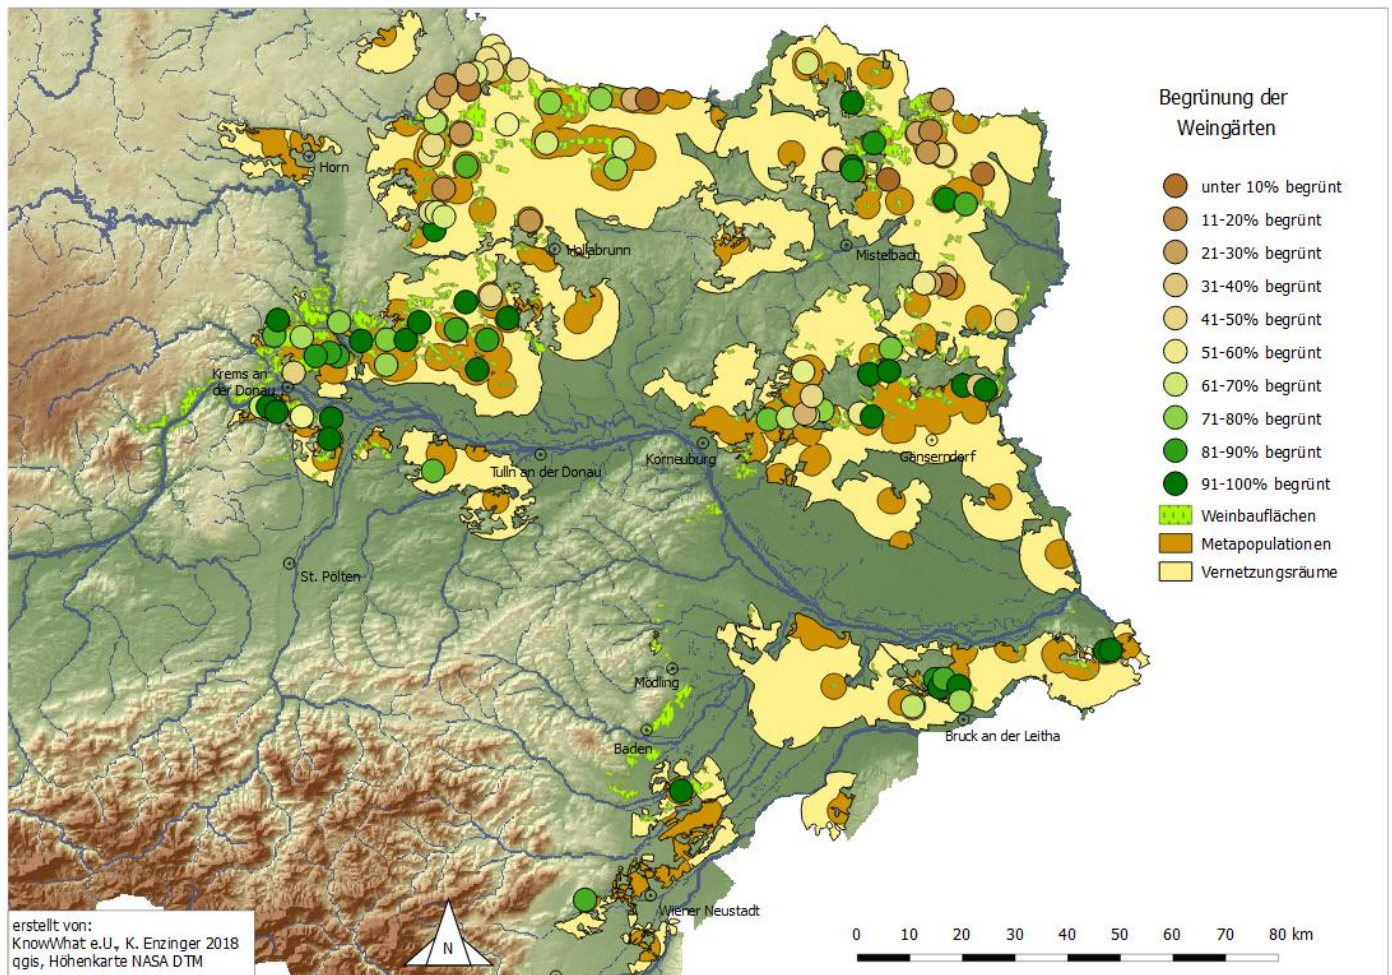 Begrünung der
Weingärten
unter 10% begrünt
11-20% begrünt
21-30% begrünt
31-40% begrünt
41-50% begrünt
51-60% begrünt
61-70% begrünt
71-80% begrünt
81-90% begrünt
91-100% begrünt
Weinbauflächen
Metapopulationen
Vernetzungsräume
Horn
Hollabrunn
Mistelbach
Krems an
der Donau
Tulln an der Donau
Korneuburg
Gänserndorf
St. Pölten
Mödling
Baden
Bruck an der Leitha
Wiener Neustadt
N
0 10 20 30 40 50 60 70 80 km
erstellt von:
KnowWhat e.U., K. Enzinger 2018
qgis, Höhenkarte NASA DTM